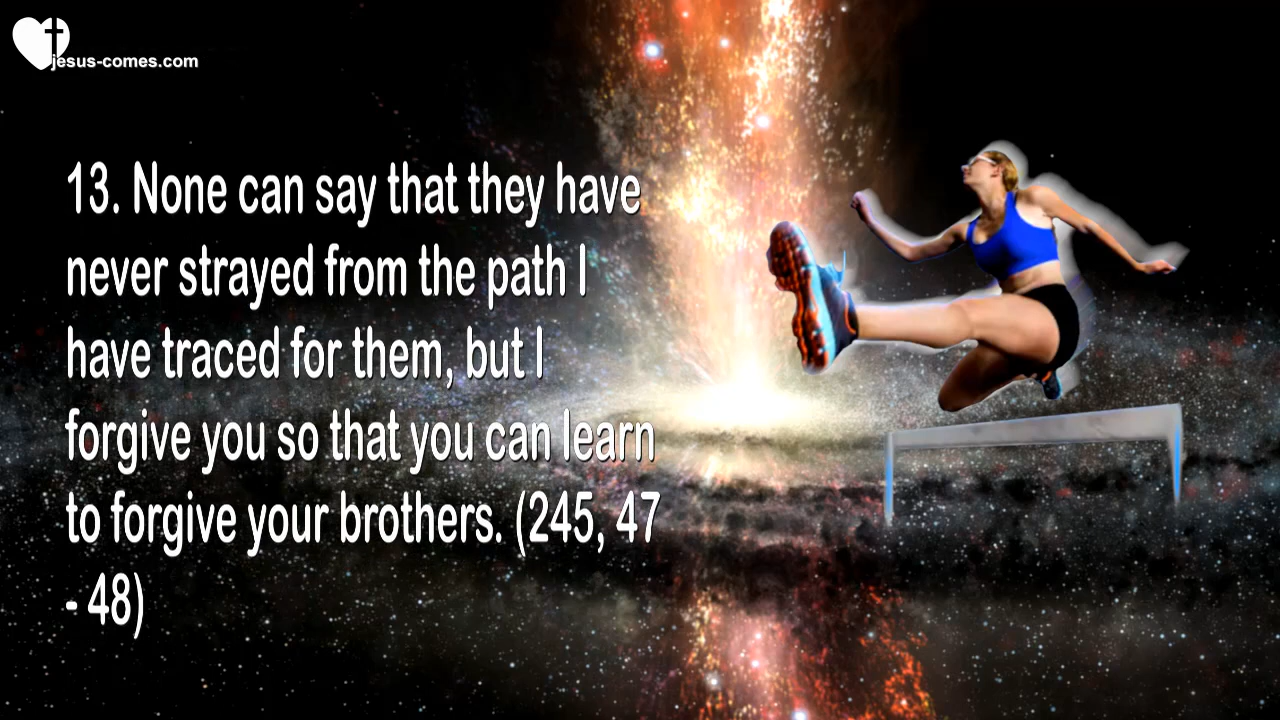 jesus-comes.com
13. None can say that they have
never strayed from the path I
have traced for them, but I
forgive you so that you can learn
to forgive your brothers. (245, 47
- 48)